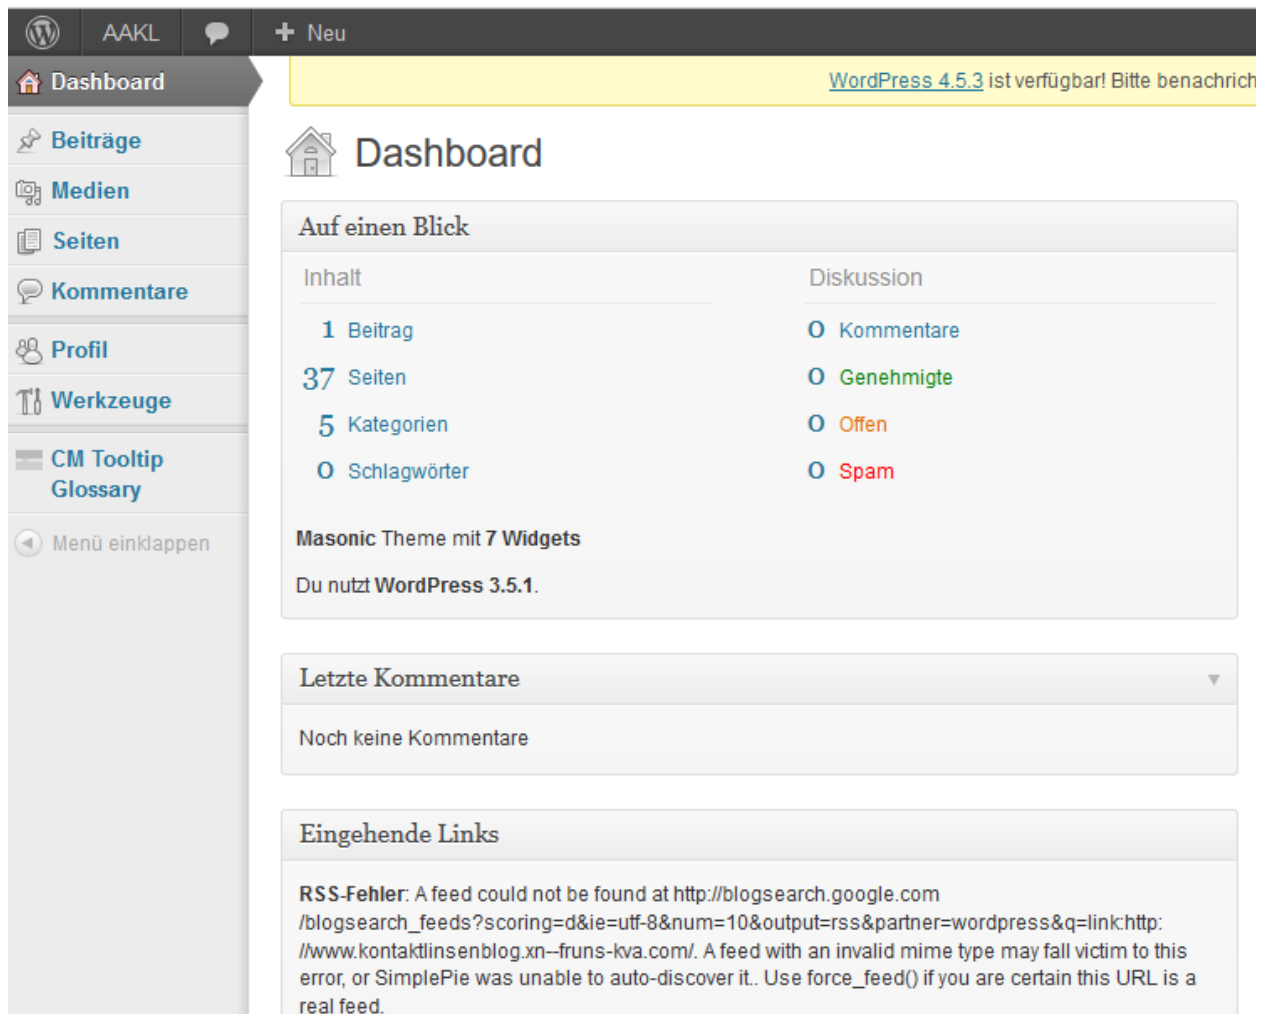 AAKL
Neu
Dashboard
WordPress 4.5.3 ist verfügbar! Bitte benachrich
Beiträge
Medien
Seiten
Kommentare
Profil
Werkzeuge
CM Tooltip
Glossary
Menü einklappen
Dashboard
Auf einen Blick
Inhalt
Diskussion
1 Beitrag
0 Kommentare
37 Seiten
0 Genehmigte
5 Kategorien
0 Offen
0 Schlagwörter
0 Spam
Masonic Theme mit 7 Widgets
Du nutzt WordPress 3.5.1.
Letzte Kommentare
Noch keine Kommentare
Eingehende Links
RSS-Fehler: A feed could not be found at http://blogsearch.google.com
/blogsearch_feeds?scoring=d&ie=utf-8&num=10&output=rss&partner=wordpress&q=link:http:
//www.kontaktlinsenblog.xn--fruns-kva.com/. A feed with an invalid mime type may fall victim to this
error, or SimplePie was unable to auto-discover it.. Use force_feed() if you are certain this URL is a
real feed.